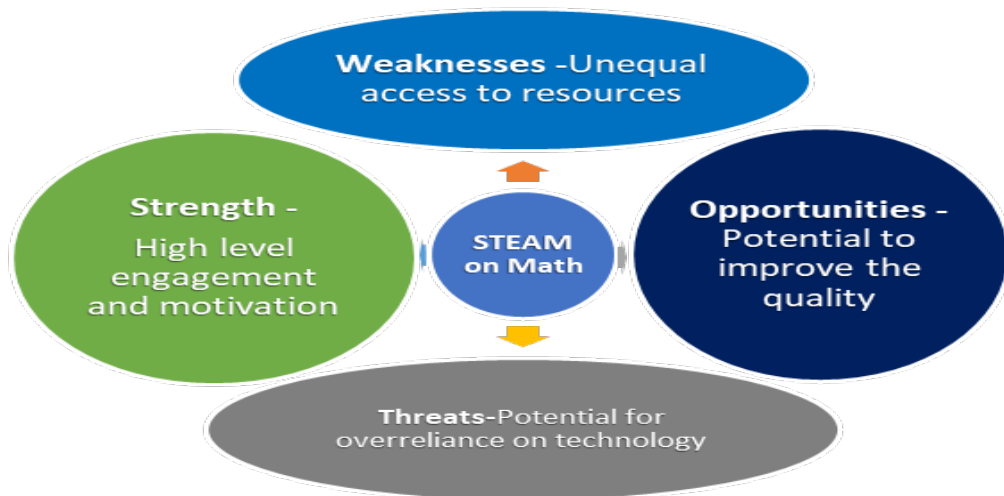 Weaknesses -Unequal
access to resources
Strength -
High level
engagement
and motivation
STEAM
on Math
Opportunities -
Potential to
improve the
quality
Threats-Potential for
overreliance on technology